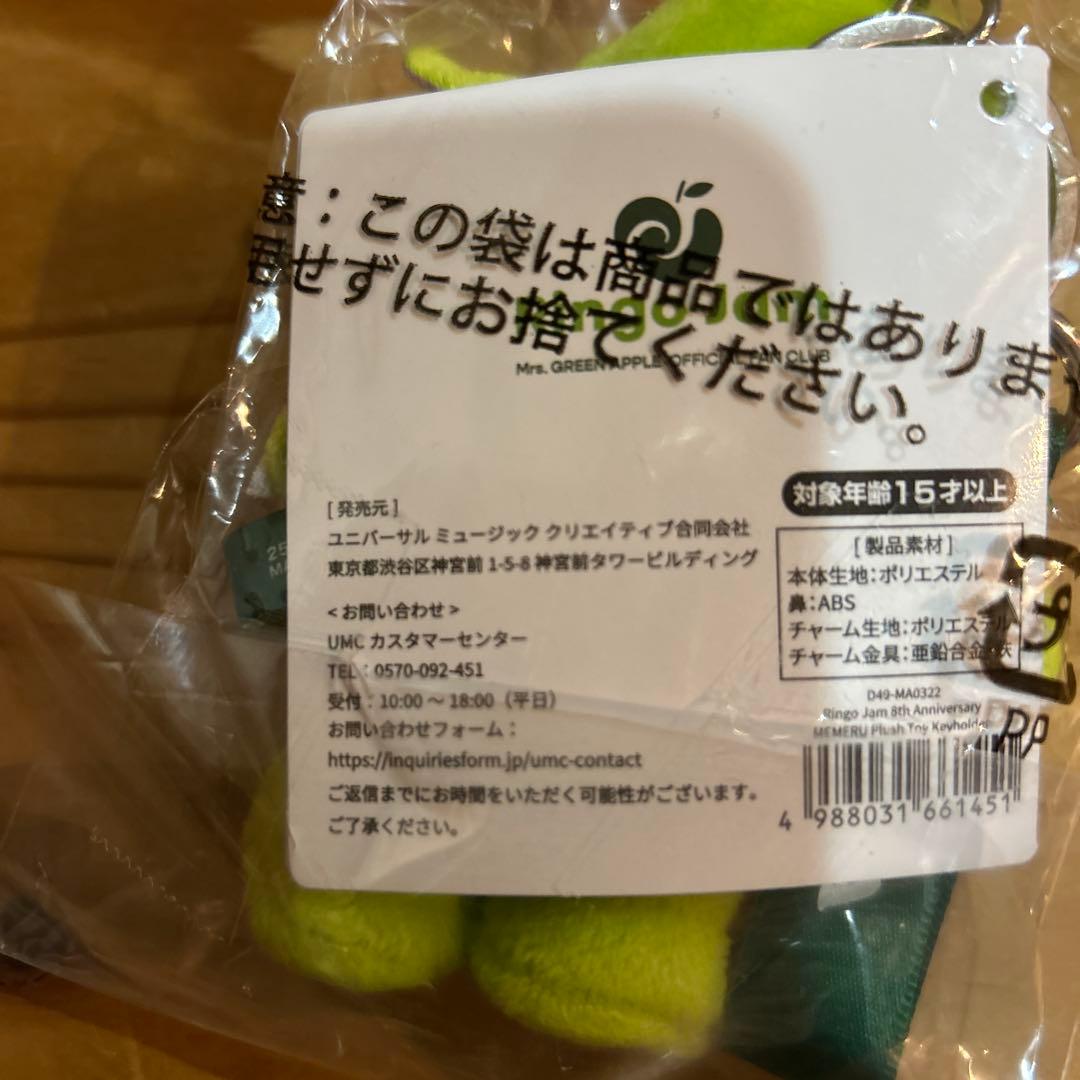 意：この袋は商品ではありませ
せずにお捨てください。
Ringo Jam
Mrs. GREEN APPLE OFFICIAL FAN CLUB
[ 発売元 ]
ユニバーサル ミュージック クリエイティブ合同会社
東京都渋谷区神宮前 1-5-8 神宮前タワービルディング
< お問い合わせ >
UMC カスタマーセンター
TEL：0570-092-451
受付：10:00 ～ 18:00（平日）
お問い合わせフォーム：
https://inquiriesform.jp/umc-contact
ご返信までにお時間をいただく可能性がございます。
ご了承ください。
対象年齢15才以上
[ 製品素材 ]
本体生地：ポリエステル
鼻：ABS
チャーム生地：ポリエステル
チャーム金具：亜鉛合金・鉄
D49-MA0322
Ringo Jam 8th Anniversary
MEMERU Plush Toy Keyholder
4 988031 661451
プラ
PP
25
MA